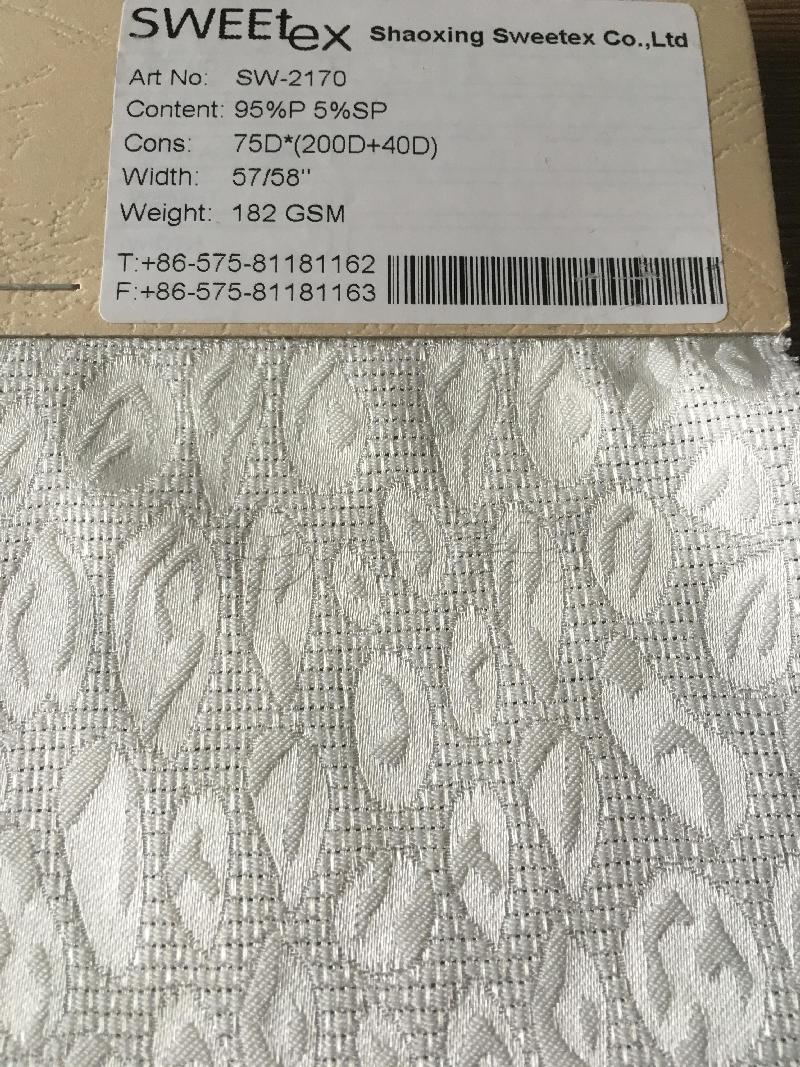 SWEEtex Shaoxing Sweetex Co.,Ltd
Art No: SW-2170
Content: 95%P 5%SP
Cons: 75D*(200D+40D)
Width: 57/58"
Weight: 182 GSM
T:+86-575-81181162
F:+86-575-81181163